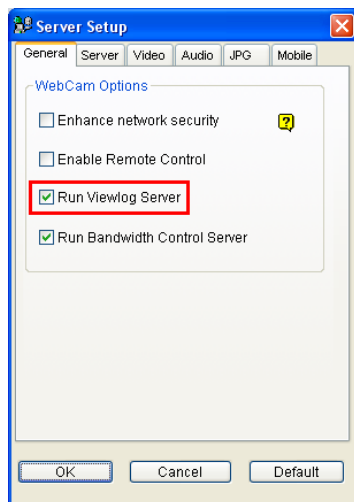 Server Setup
General Server Video Audio JPG Mobile
WebCam Options
Enhance network security
?
Enable Remote Control
Run Viewlog Server
Run Bandwidth Control Server
OK Cancel Default